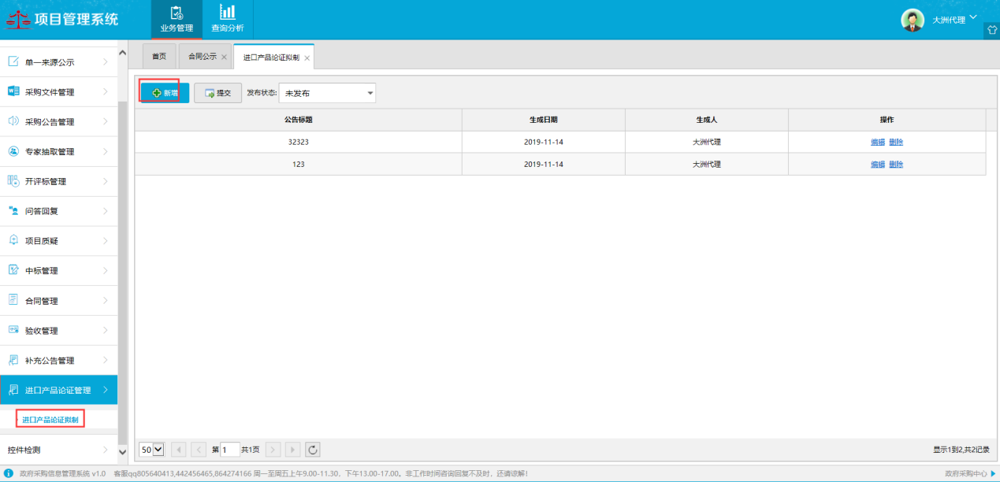 项目管理系统
业务管理
查询分析
大洲代理
单一来源公示
采购文件管理
采购公告管理
专家抽取管理
开评标管理
问答回复
项目质疑
中标管理
合同管理
验收管理
补充公告管理
进口产品论证管理
进口产品论证拟制
控件检测
首页 合同公示 进口产品论证拟制
新增 提交 发布状态: 未发布
公告标题 生成日期 生成人 操作
32323 2019-11-14 大洲代理 编辑 删除
123 2019-11-14 大洲代理 编辑 删除
50 第 1 共1页 显示1到2,共2记录
政府采购信息管理系统 v1.0 客服qq805640413,442456465,864274166 周一至周五上午9.00-11.30，下午13.00-17.00。非工作时间咨询回复不及时，还请谅解！ 政府采购中心